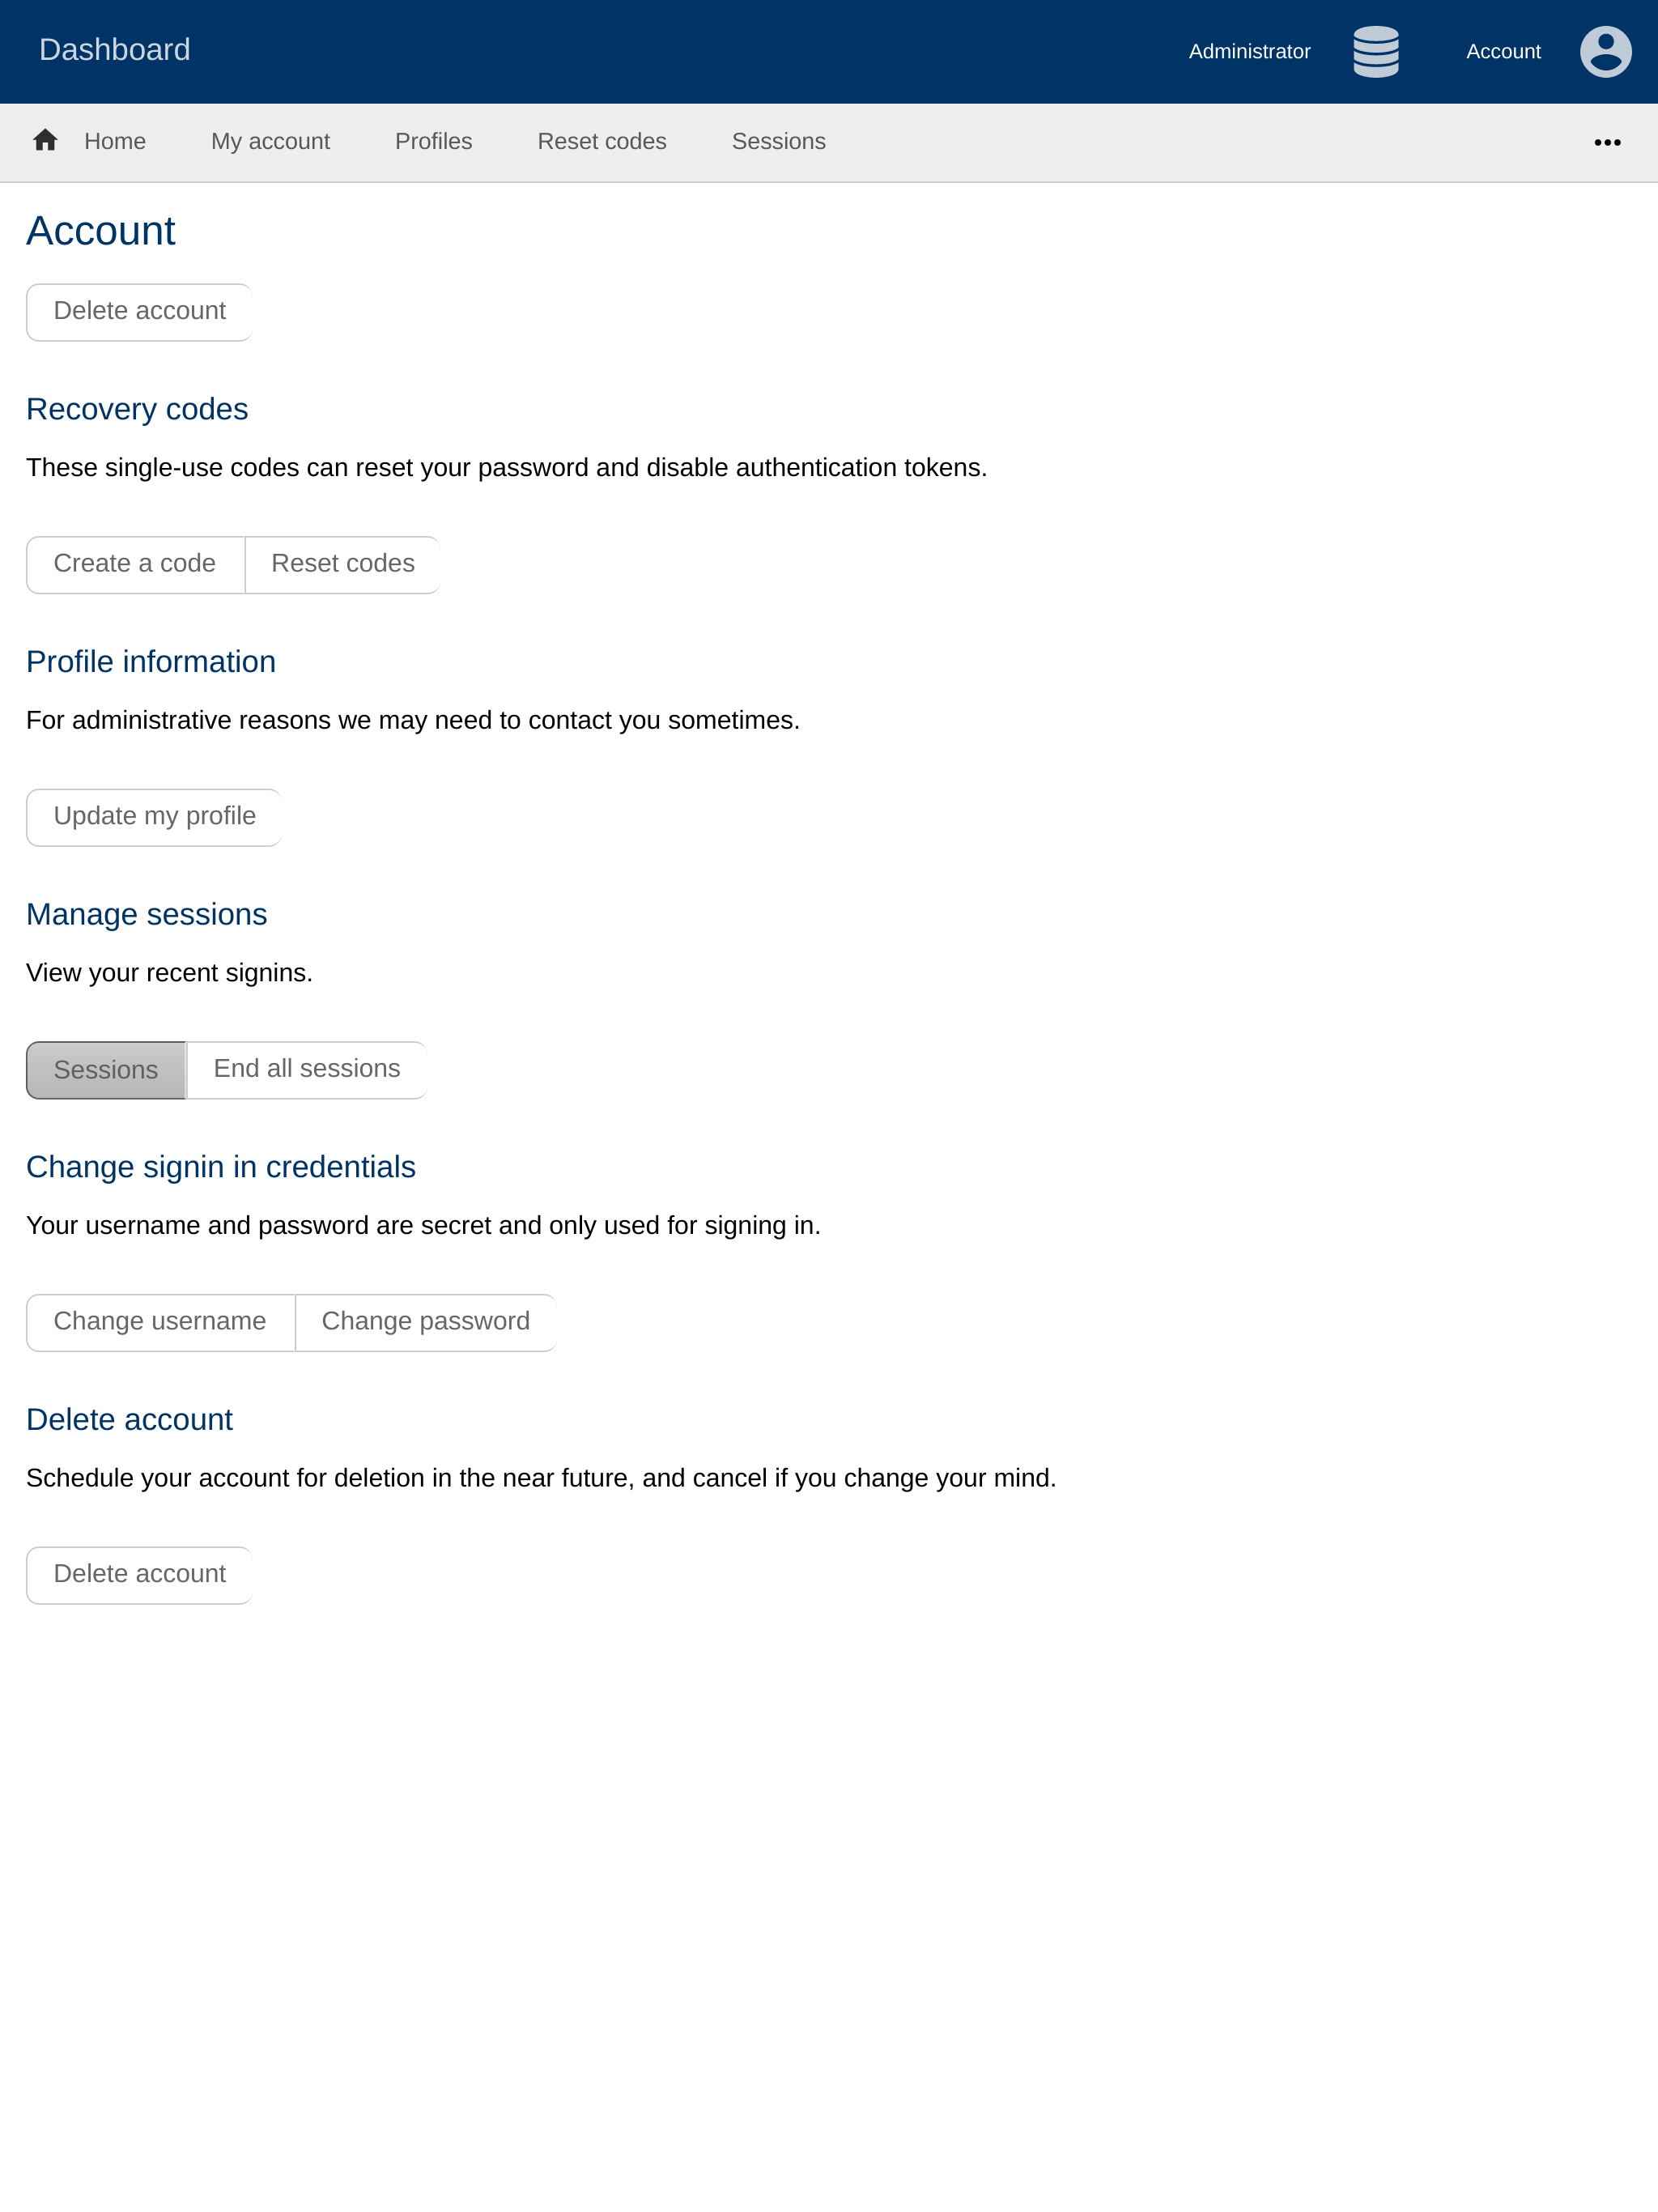 Dashboard
Administrator
Account
Home
My account
Profiles
Reset codes
Sessions
Account
Delete account
Recovery codes
These single-use codes can reset your password and disable authentication tokens.
Create a code
Reset codes
Profile information
For administrative reasons we may need to contact you sometimes.
Update my profile
Manage sessions
View your recent signins.
Sessions
End all sessions
Change signin in credentials
Your username and password are secret and only used for signing in.
Change username
Change password
Delete account
Schedule your account for deletion in the near future, and cancel if you change your mind.
Delete account